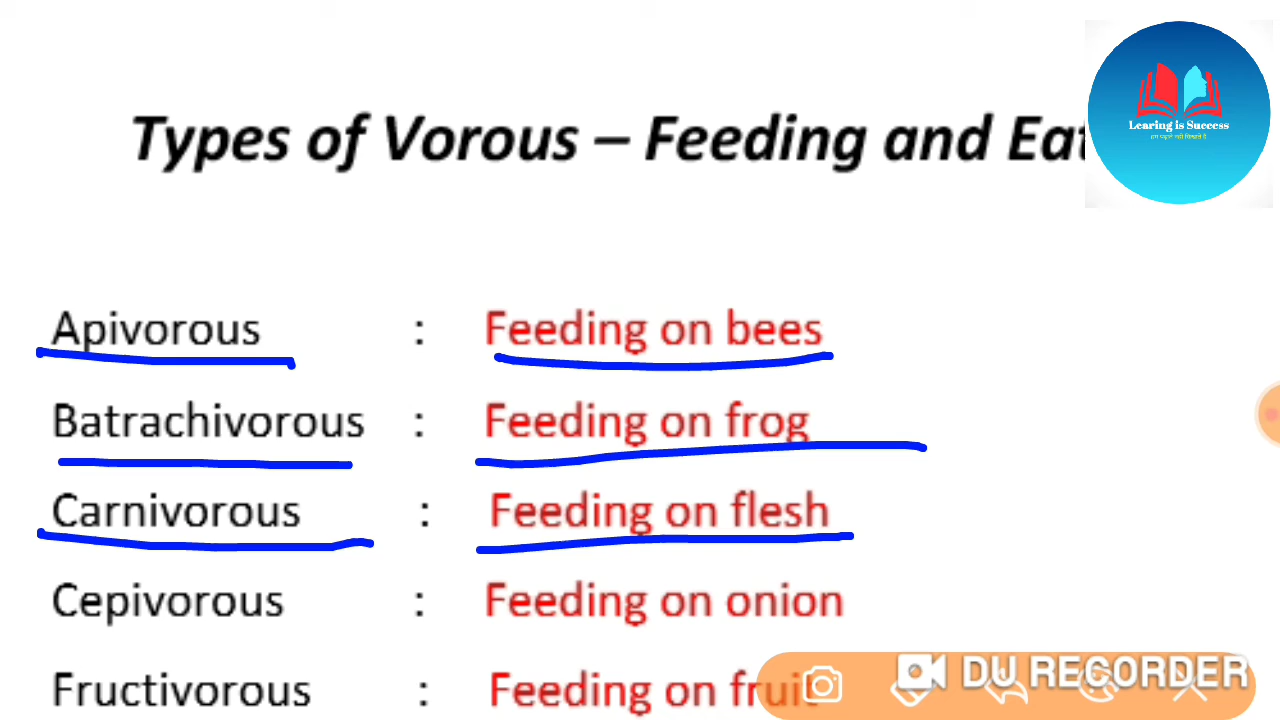 Types of Vorous – Feeding and Eat
Learing is Success
Apivorous : Feeding on bees
Batrachivorous : Feeding on frog
Carnivorous : Feeding on flesh
Cepivorous : Feeding on onion
Fructivorous : Feeding on fruit
DU RECORDER